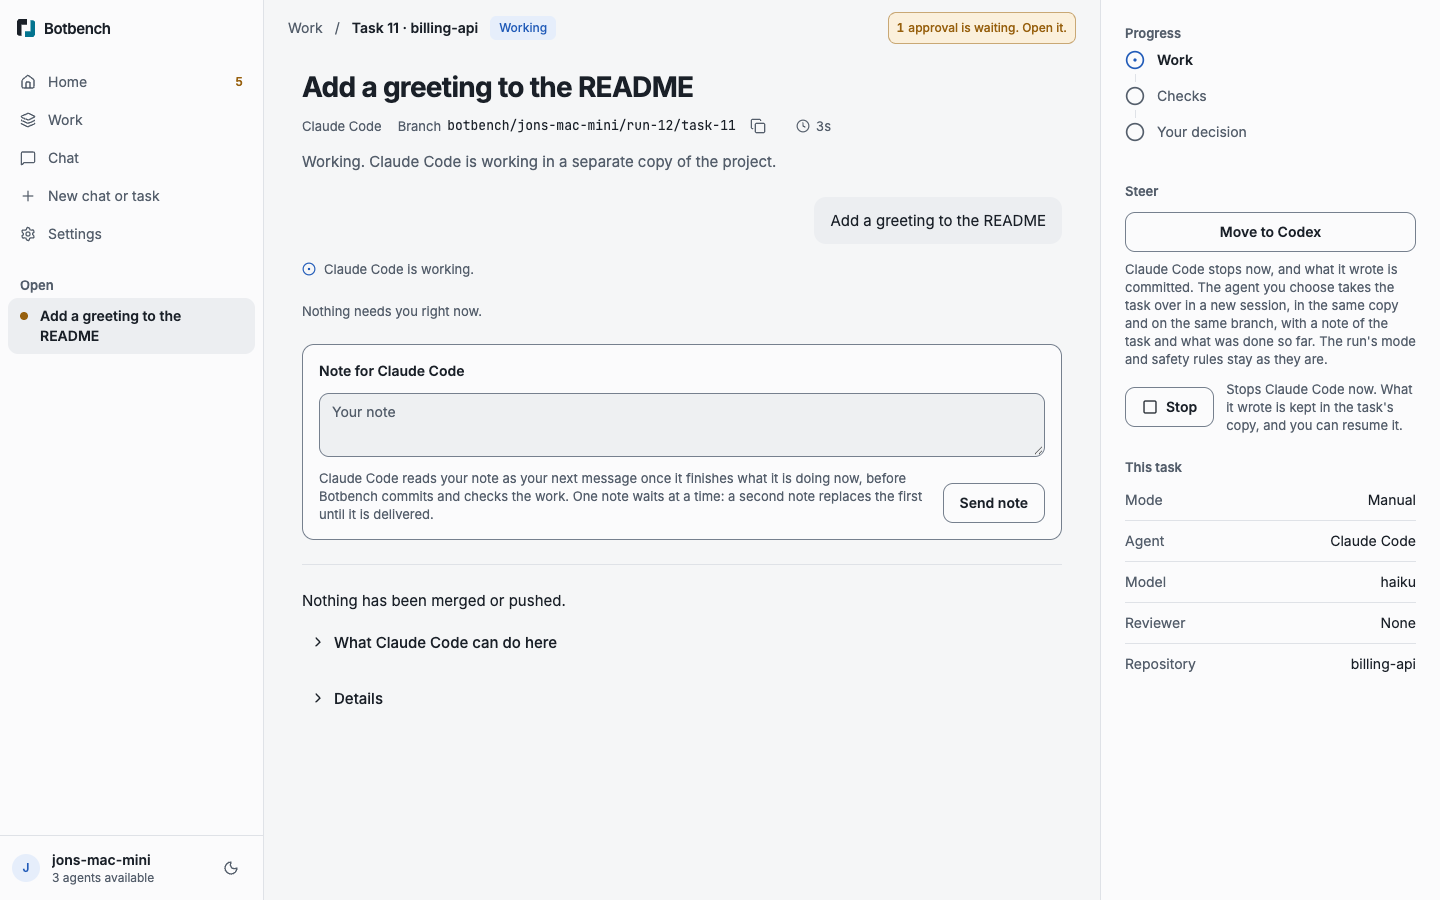 Botbench
Home 5
Work
Chat
New chat or task
Settings
Open
Add a greeting to the
README
J
jons-mac-mini
3 agents available
Work / Task 11 · billing-api Working
1 approval is waiting. Open it.
Add a greeting to the README
Claude Code Branch botbench/jons-mac-mini/run-12/task-11 3s
Working. Claude Code is working in a separate copy of the project.
Add a greeting to the README
Claude Code is working.
Nothing needs you right now.
Note for Claude Code
Your note
Claude Code reads your note as your next message once it finishes what it is doing now, before
Botbench commits and checks the work. One note waits at a time: a second note replaces the first
until it is delivered.
Send note
Nothing has been merged or pushed.
What Claude Code can do here
Details
Progress
Work
Checks
Your decision
Steer
Move to Codex
Claude Code stops now, and what it wrote is
committed. The agent you choose takes the
task over in a new session, in the same copy
and on the same branch, with a note of the
task and what was done so far. The run's mode
and safety rules stay as they are.
Stop
Stops Claude Code now. What
it wrote is kept in the task's
copy, and you can resume it.
This task
Mode Manual
Agent Claude Code
Model haiku
Reviewer None
Repository billing-api